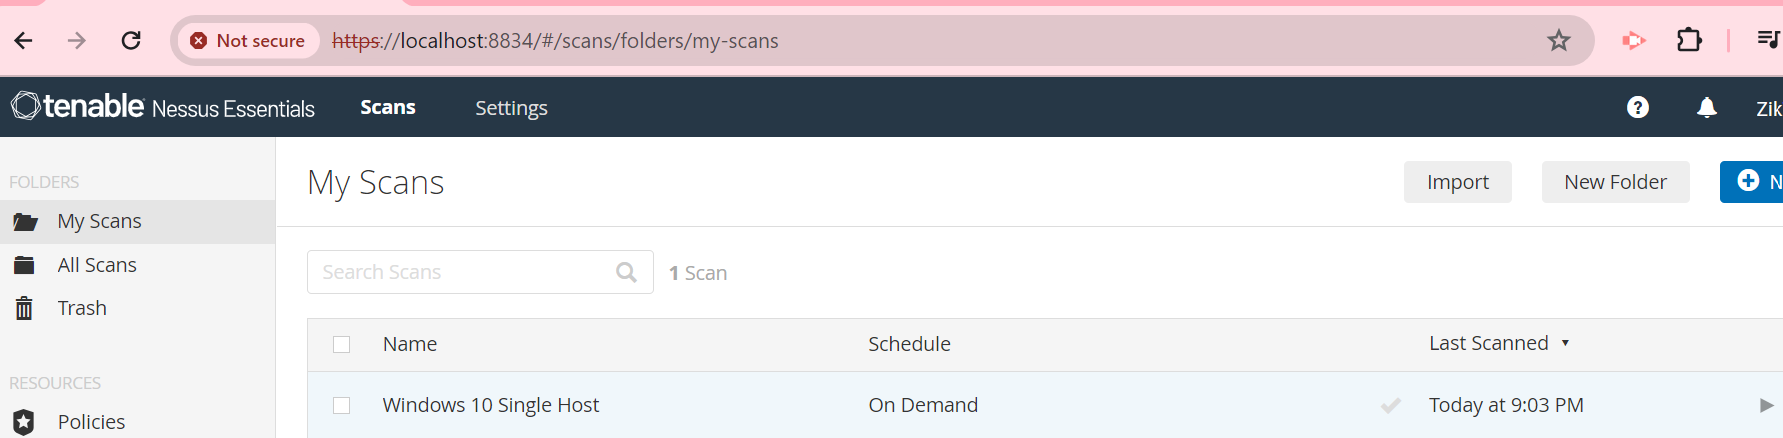 Not secure https://localhost:8834/#/scans/folders/my-scans
tenable Nessus Essentials Scans Settings Zik
FOLDERS
My Scans
All Scans
Trash
RESOURCES
Policies
My Scans Import New Folder N
Search Scans 1 Scan
Name Schedule Last Scanned
Windows 10 Single Host On Demand Today at 9:03 PM